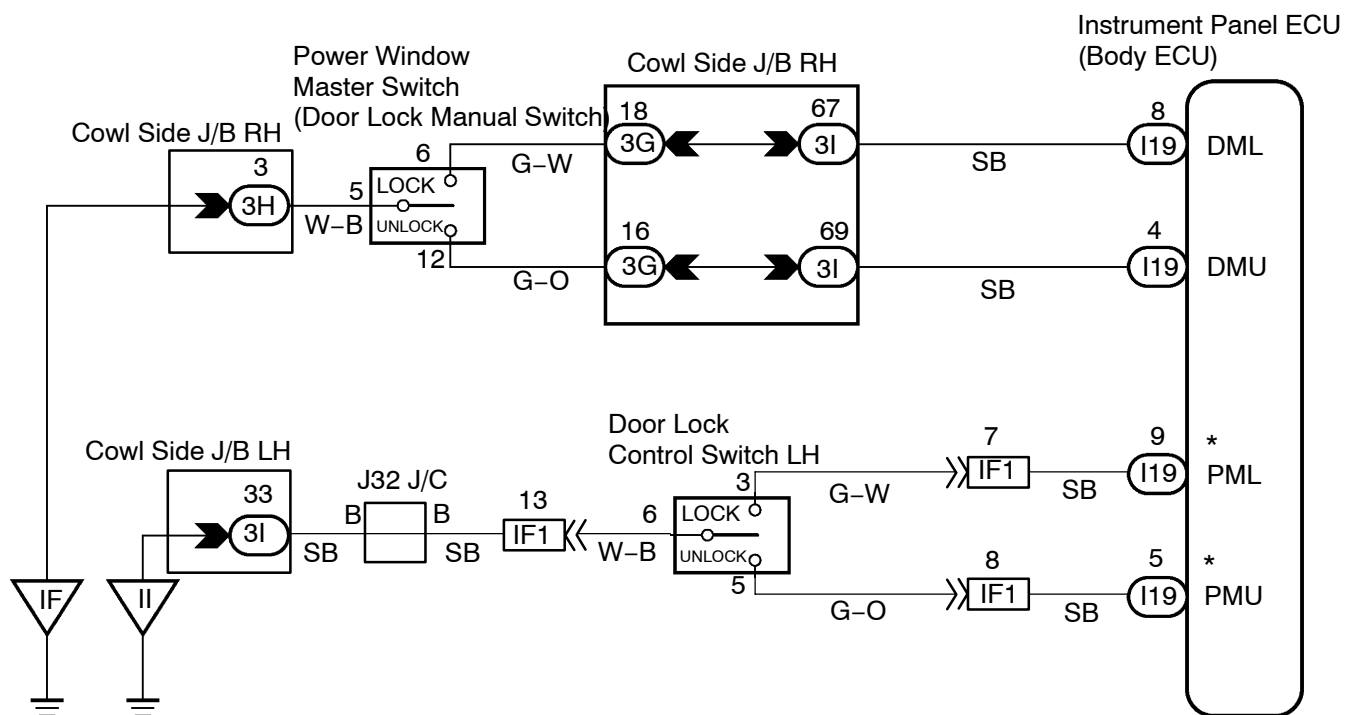 Instrument Panel ECU
(Body ECU)
Power Window
Master Switch
(Door Lock Manual Switch)
Cowl Side J/B RH
Cowl Side J/B RH
18
67
8
3G
3I
I19
DML
G-W
SB
3
3H
W-B
5
6
LOCK
UNLOCK
12
16
69
4
3G
3I
I19
DMU
G-O
SB
Cowl Side J/B LH
33
3I
SB
J32 J/C
B
B
SB
13
IF1
W-B
Door Lock
Control Switch LH
6
3
LOCK
UNLOCK
5
G-W
7
IF1
SB
9
I19
*
PML
G-O
8
IF1
SB
5
I19
*
PMU
IF
II